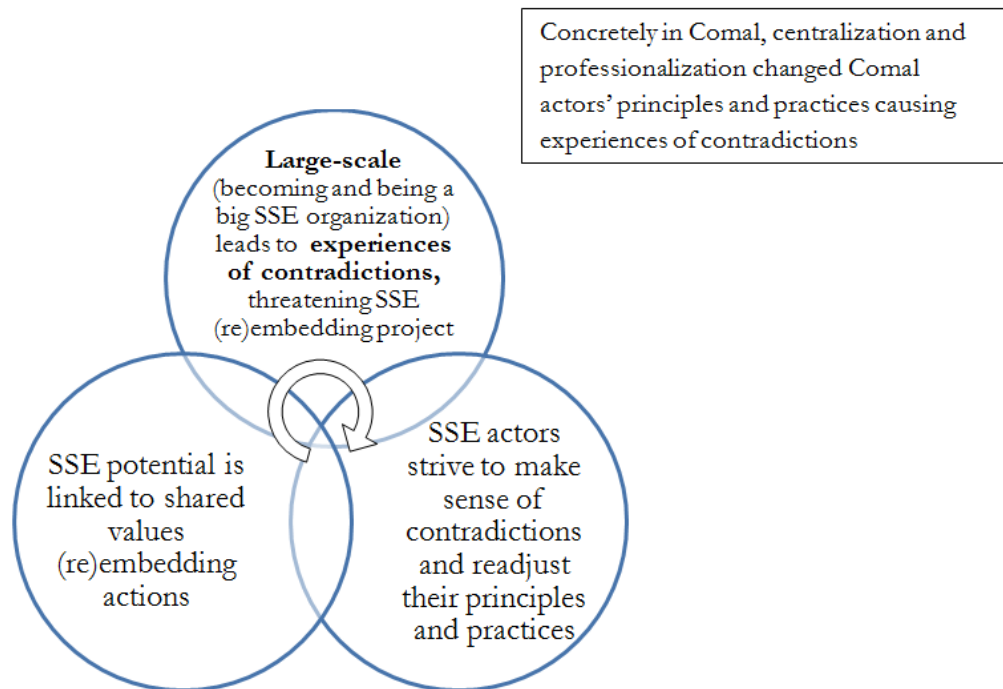 Concretely in Comal, centralization and
professionalization changed Comal
actors' principles and practices causing
experiences of contradictions
Large-scale
(becoming and being a
big SSE organization)
leads to experiences
of contradictions,
threatening SSE
(re)embedding project
SSE potential is
linked to shared
values
(re)embedding
actions
SSE actors
strive to make
sense of
contradictions
and readjust
their principles
and practices